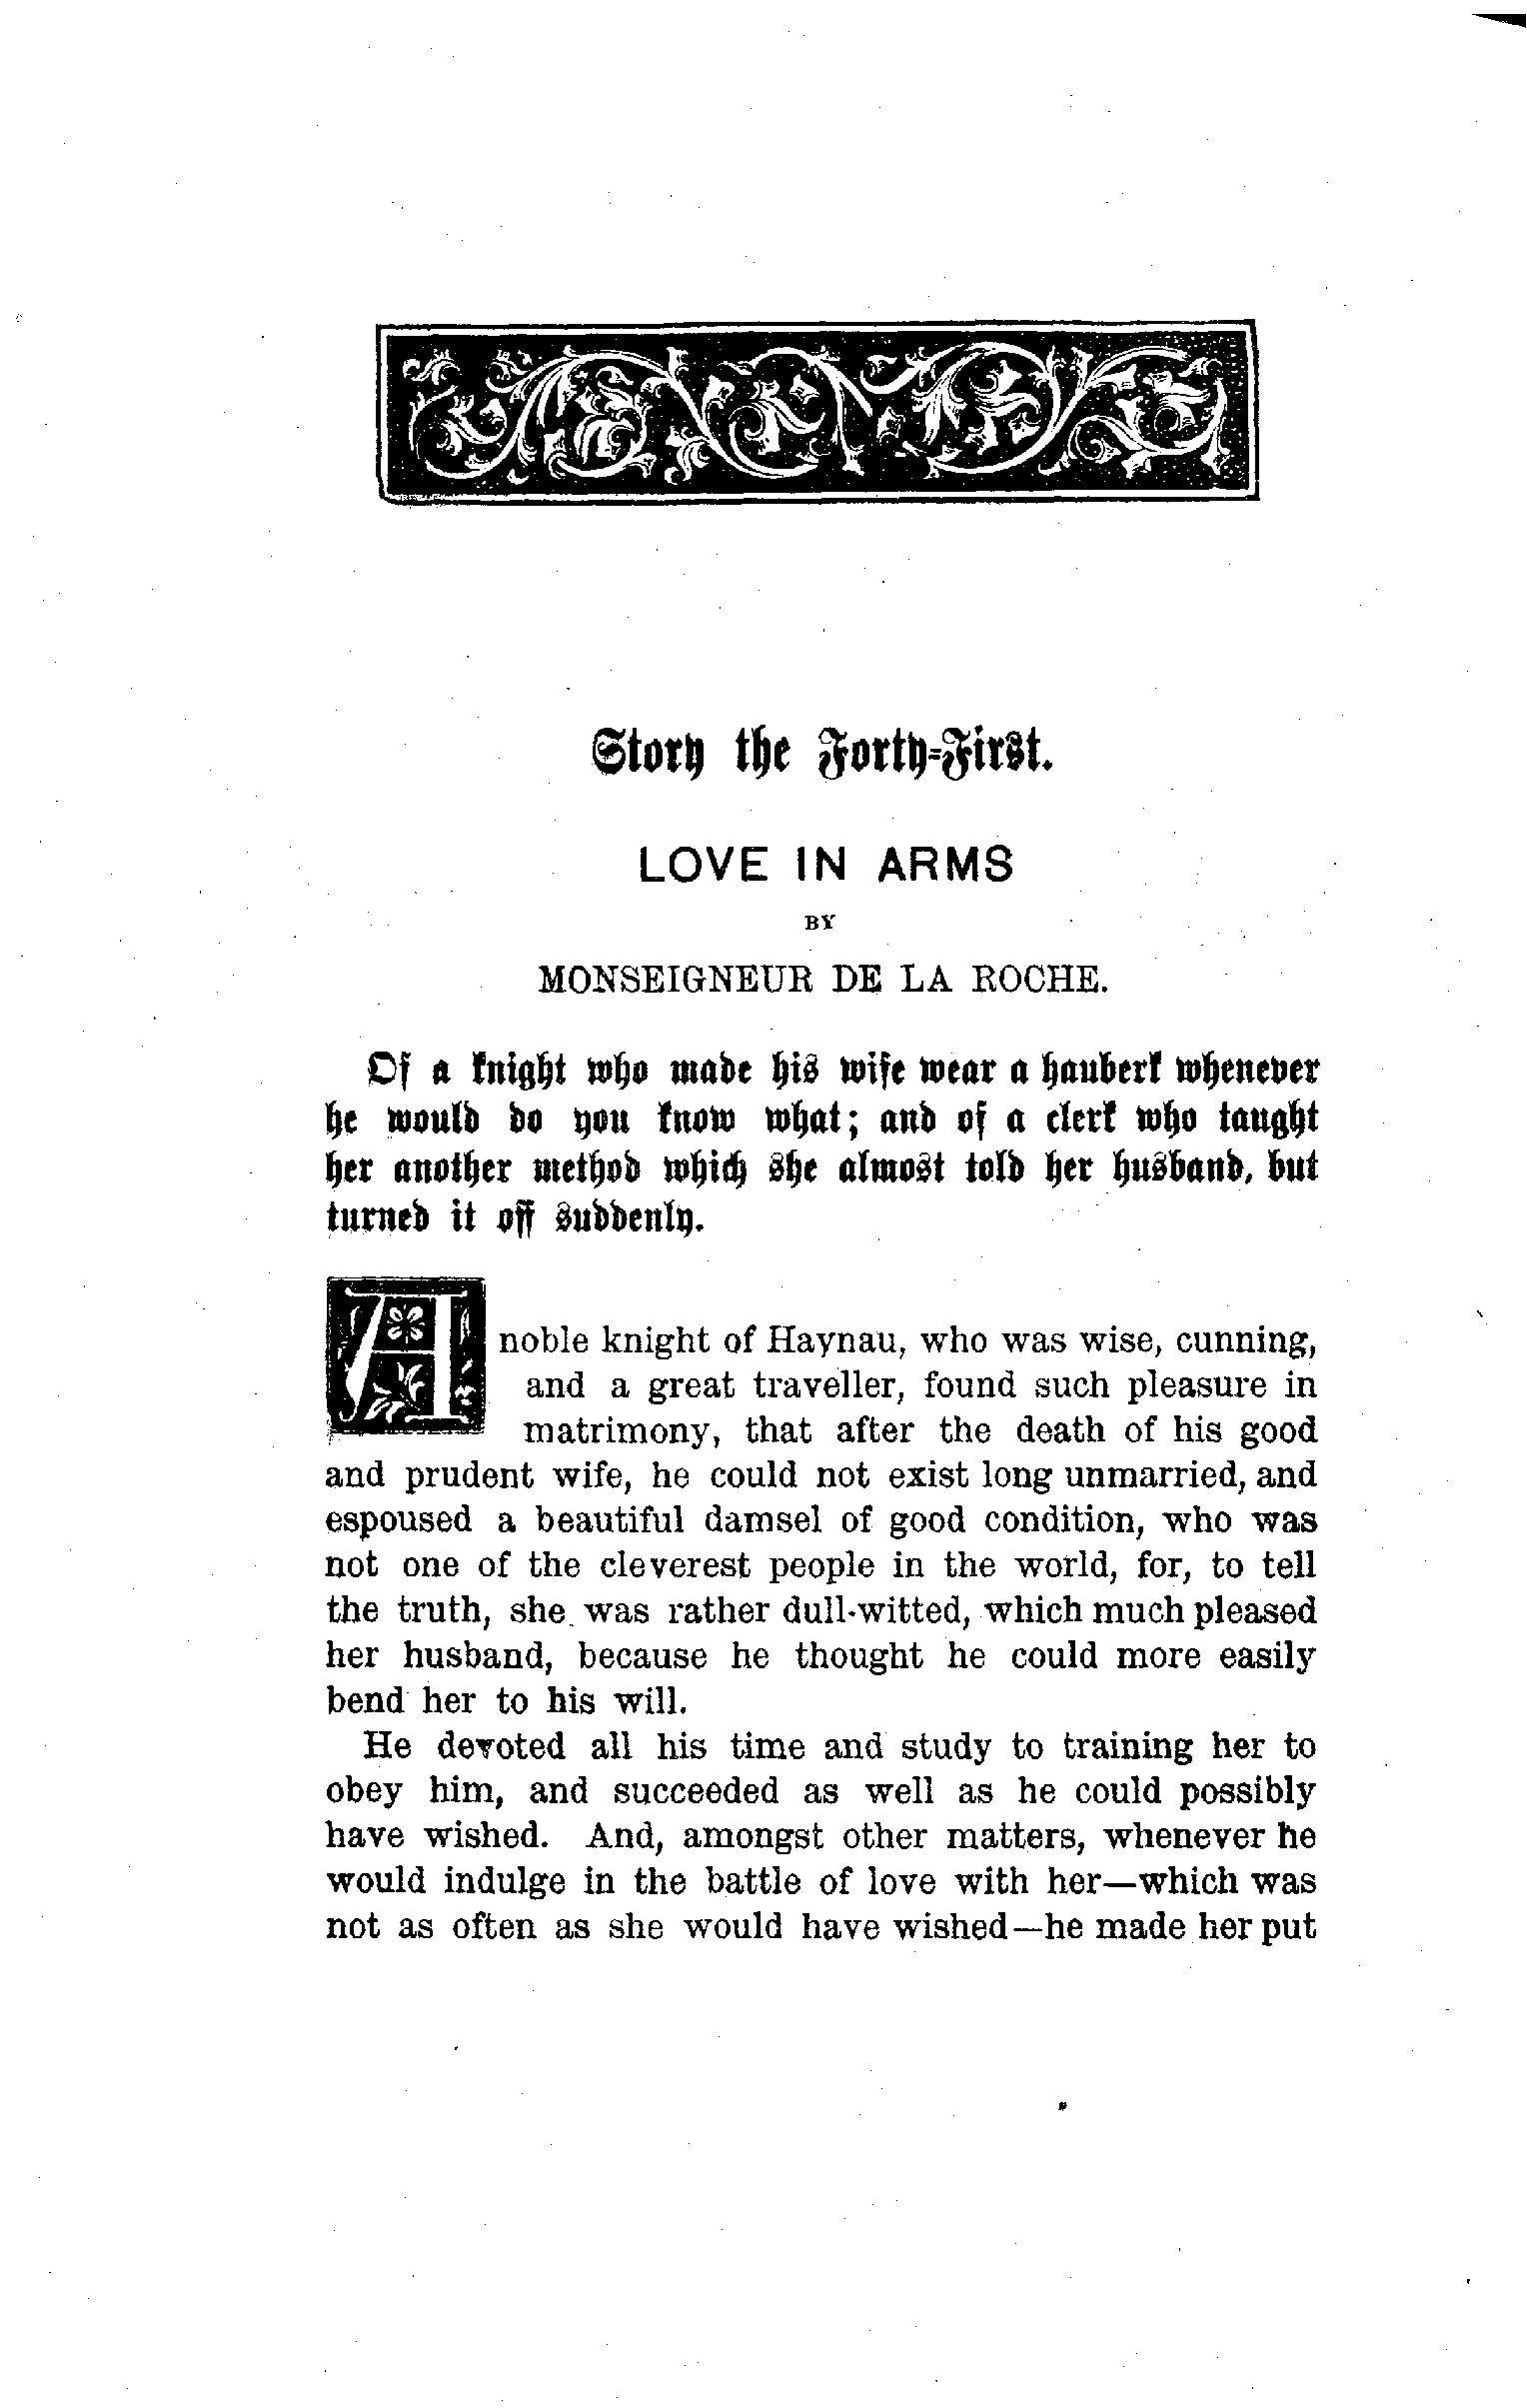 Story the Forty-First.
LOVE IN ARMS
BY
MONSEIGNEUR DE LA ROCHE.
Of a knight who made his wife wear a hauberk whenever
he would do you know what; and of a clerk who taught
her another method which she almost told her husband, but
turned it off suddenly.
A noble knight of Haynau, who was wise, cunning,
and a great traveller, found such pleasure in
matrimony, that after the death of his good
and prudent wife, he could not exist long unmarried, and
espoused a beautiful damsel of good condition, who was
not one of the cleverest people in the world, for, to tell
the truth, she was rather dull-witted, which much pleased
her husband, because he thought he could more easily
bend her to his will.
He devoted all his time and study to training her to
obey him, and succeeded as well as he could possibly
have wished. And, amongst other matters, whenever he
would indulge in the battle of love with her—which was
not as often as she would have wished—he made her put